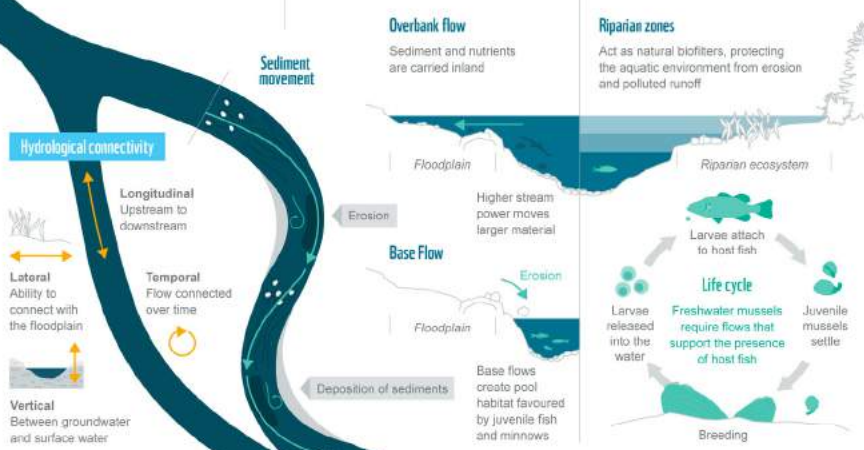 Sediment
movement
Hydrological connectivity
Longitudinal
Upstream to
downstream
Lateral
Ability to
connect with
the floodplain
Temporal
Flow connected
over time
Vertical
Between groundwater
and surface water
Erosion
Deposition of sediments
Overbank flow
Sediment and nutrients
are carried inland
Floodplain
Higher stream
power moves
larger material
Base Flow
Erosion
Floodplain
Base flows
create pool
habitat favoured
by juvenile fish
and minnows
Riparian zones
Act as natural biofilters, protecting
the aquatic environment from erosion
and polluted runoff
Riparian ecosystem
Larvae attach
to host fish
Life cycle
Freshwater mussels
require flows that
support the presence
of host fish
Larvae
released
into the
water
Juvenile
mussels
settle
Breeding